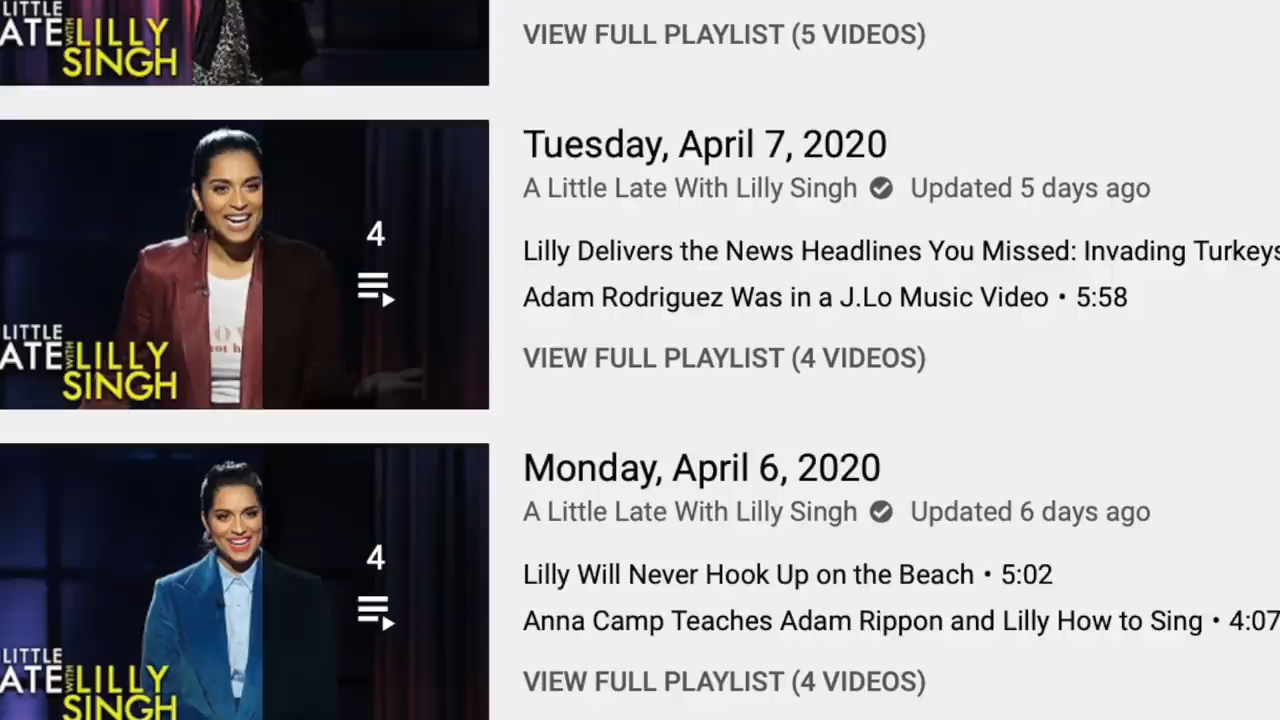 LITTLE
ATE WITH LILLY
SINGH
VIEW FULL PLAYLIST (5 VIDEOS)
Tuesday, April 7, 2020
A Little Late With Lilly Singh Updated 5 days ago
4
Lilly Delivers the News Headlines You Missed: Invading Turkeys
Adam Rodriguez Was in a J.Lo Music Video • 5:58
LITTLE
ATE WITH LILLY
SINGH
VIEW FULL PLAYLIST (4 VIDEOS)
Monday, April 6, 2020
A Little Late With Lilly Singh Updated 6 days ago
4
Lilly Will Never Hook Up on the Beach • 5:02
Anna Camp Teaches Adam Rippon and Lilly How to Sing • 4:07
LITTLE
ATE WITH LILLY
SINGH
VIEW FULL PLAYLIST (4 VIDEOS)